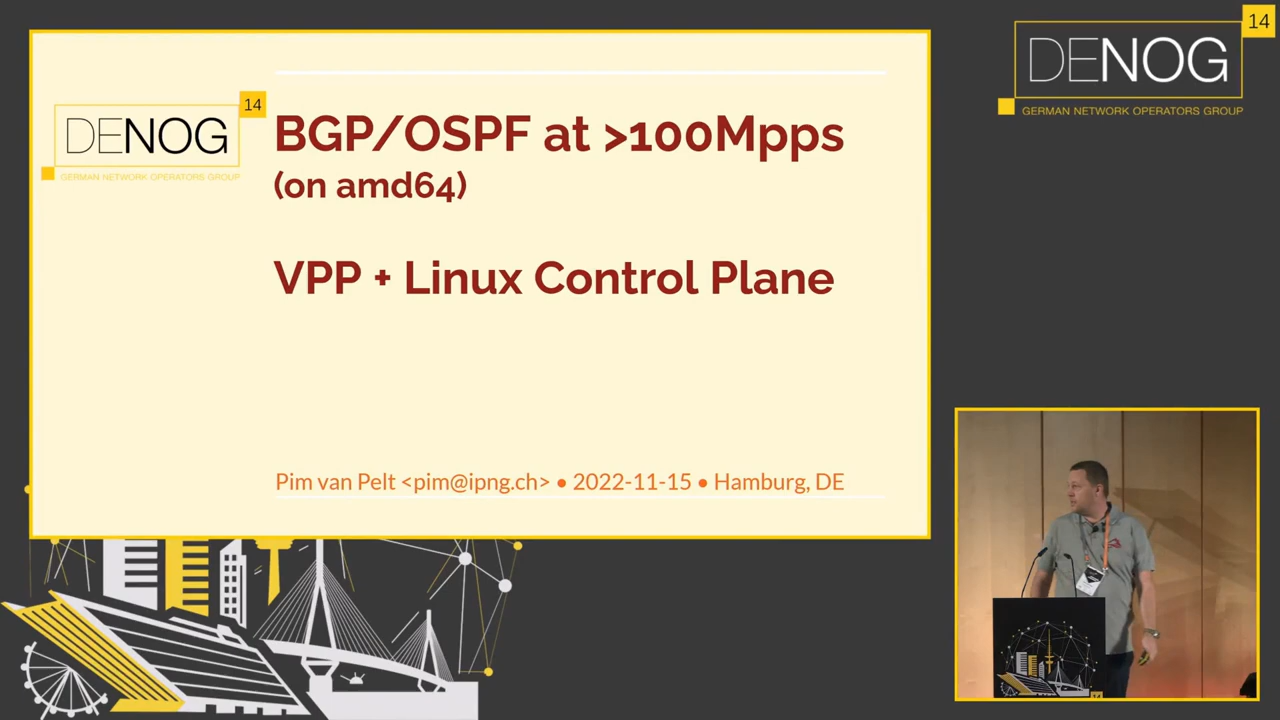 14
DENOG
GERMAN NETWORK OPERATORS GROUP
BGP/OSPF at >100Mpps
(on amd64)
VPP + Linux Control Plane
Pim van Pelt <pim@ipng.ch> • 2022-11-15 • Hamburg, DE
14
DENOG
GERMAN NETWORK OPERATORS GROUP
14